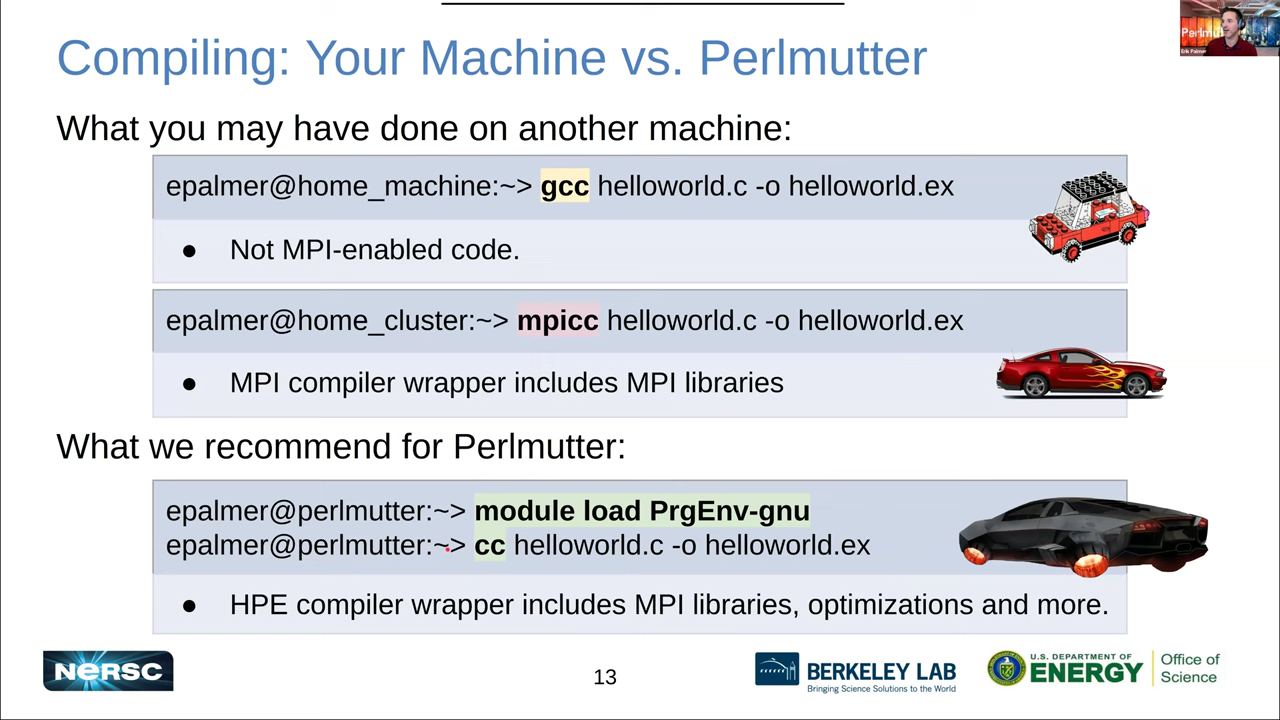 Compiling: Your Machine vs. Perlmutter
What you may have done on another machine:
epalmer@home_machine:~> gcc helloworld.c -o helloworld.ex
● Not MPI-enabled code.
epalmer@home_cluster:~> mpicc helloworld.c -o helloworld.ex
● MPI compiler wrapper includes MPI libraries
What we recommend for Perlmutter:
epalmer@perlmutter:~> module load PrgEnv-gnu
epalmer@perlmutter:~> cc helloworld.c -o helloworld.ex
● HPE compiler wrapper includes MPI libraries, optimizations and more.
NERSC
13
BERKELEY LAB
Bringing Science Solutions to the World
U.S. DEPARTMENT OF
ENERGY
Office of
Science
Erik Palmer